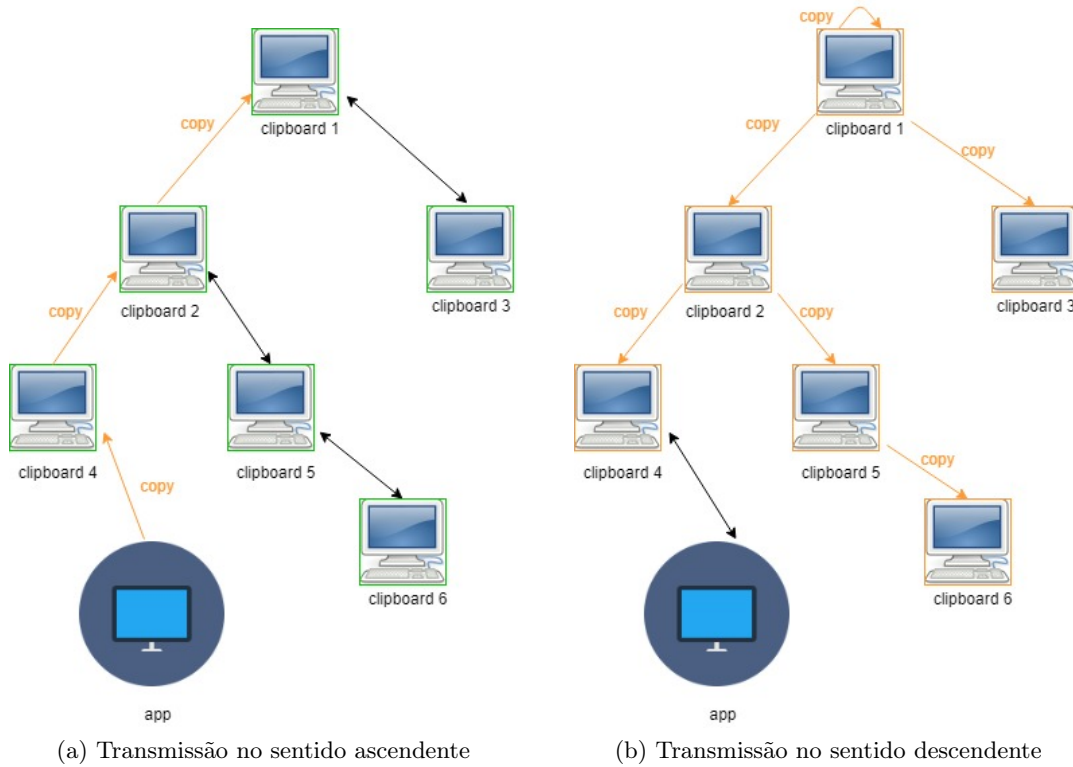 copy
clipboard 1
copy
clipboard 2
clipboard 3
copy
clipboard 4
clipboard 5
copy
clipboard 6
app
(a) Transmissão no sentido ascendente
copy
clipboard 1
copy
copy
clipboard 2
clipboard 3
copy
copy
clipboard 4
clipboard 5
copy
clipboard 6
app
(b) Transmissão no sentido descendente